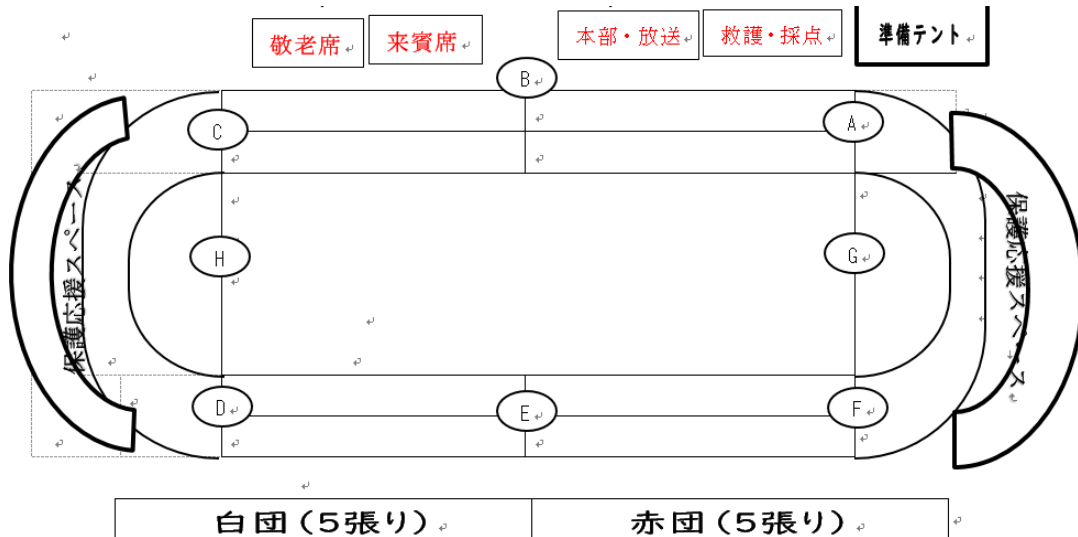 敬老席
来賓席
本部・放送
救護・採点
準備テント
B
C
A
保護応援スペース
保護応援スペース
H
G
D
E
F
白団(5張り)
赤団(5張り)